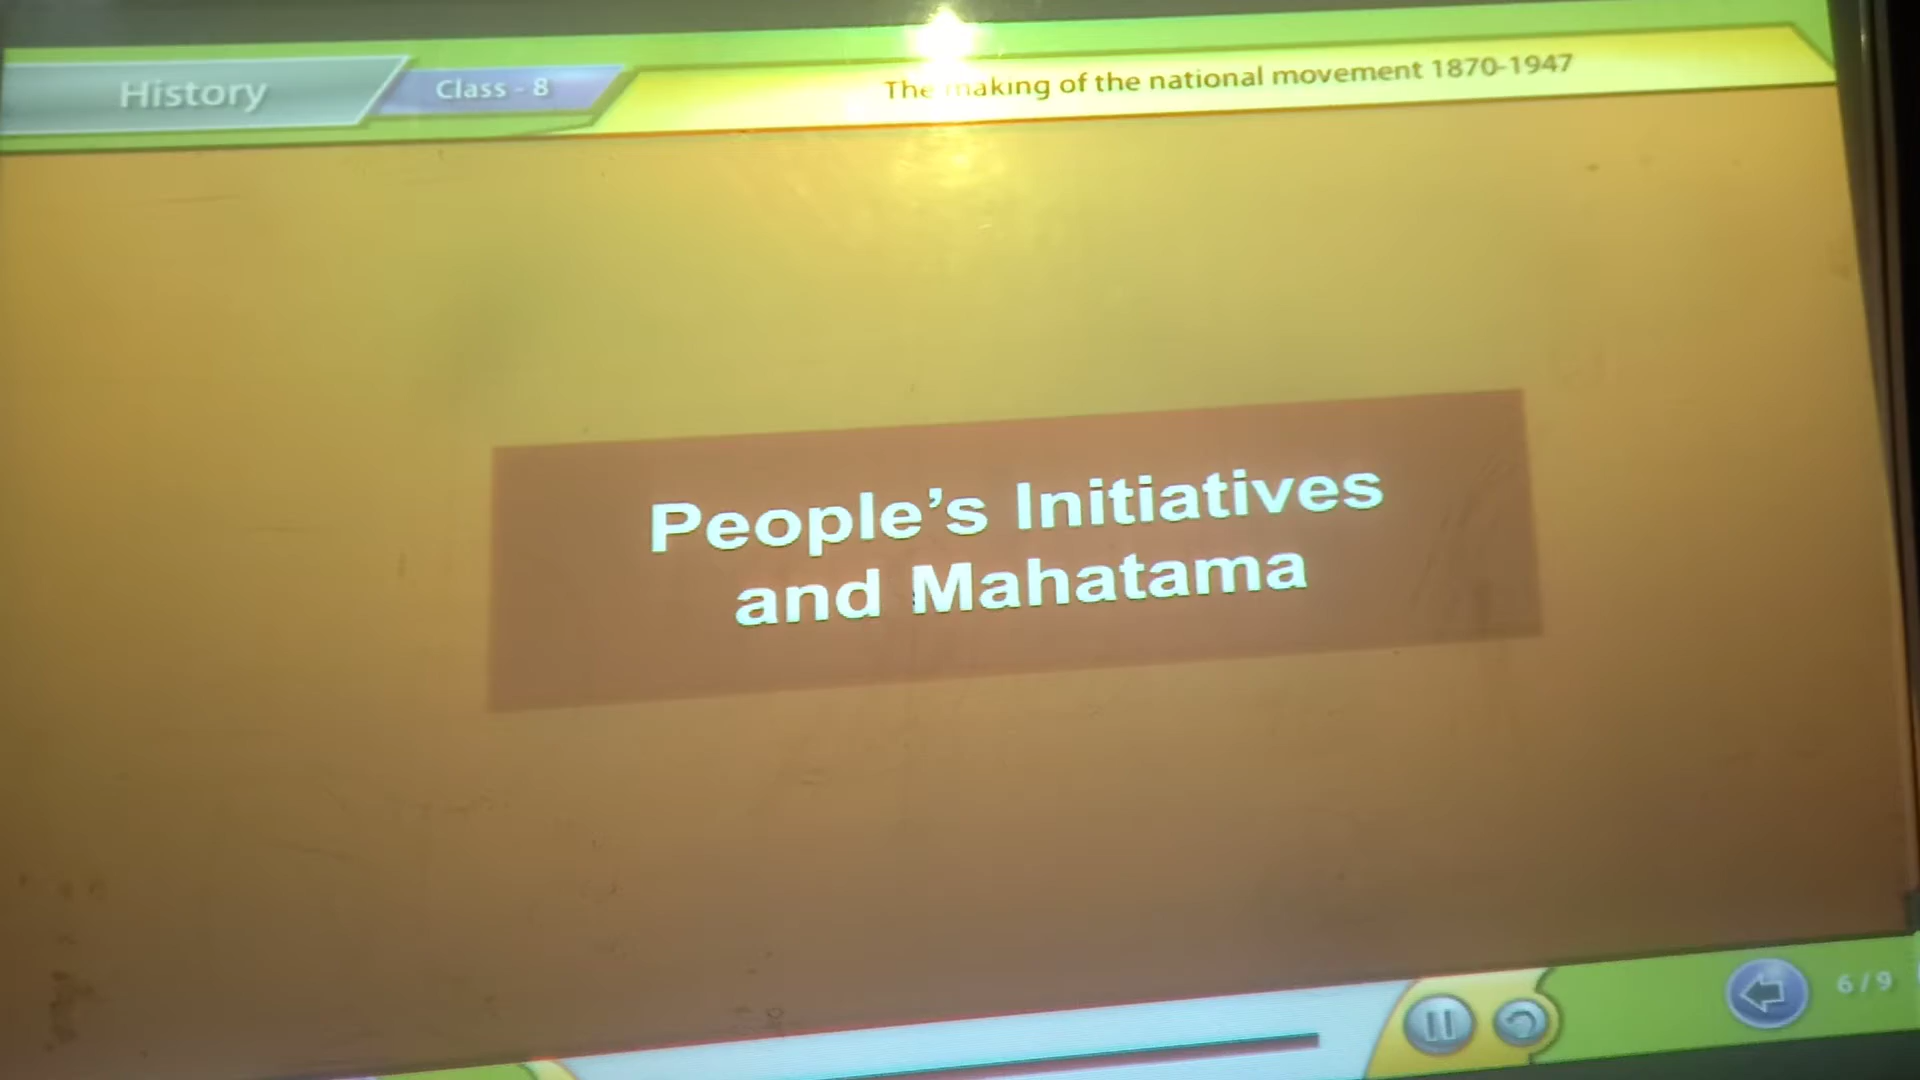 History
Class - 8
The making of the national movement 1870-1947
People's Initiatives
and Mahatama
6/9